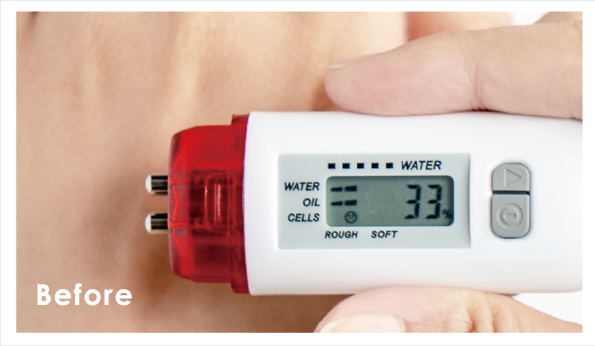 WATER
WATER
OIL
CELLS
33%
ROUGH SOFT
Before